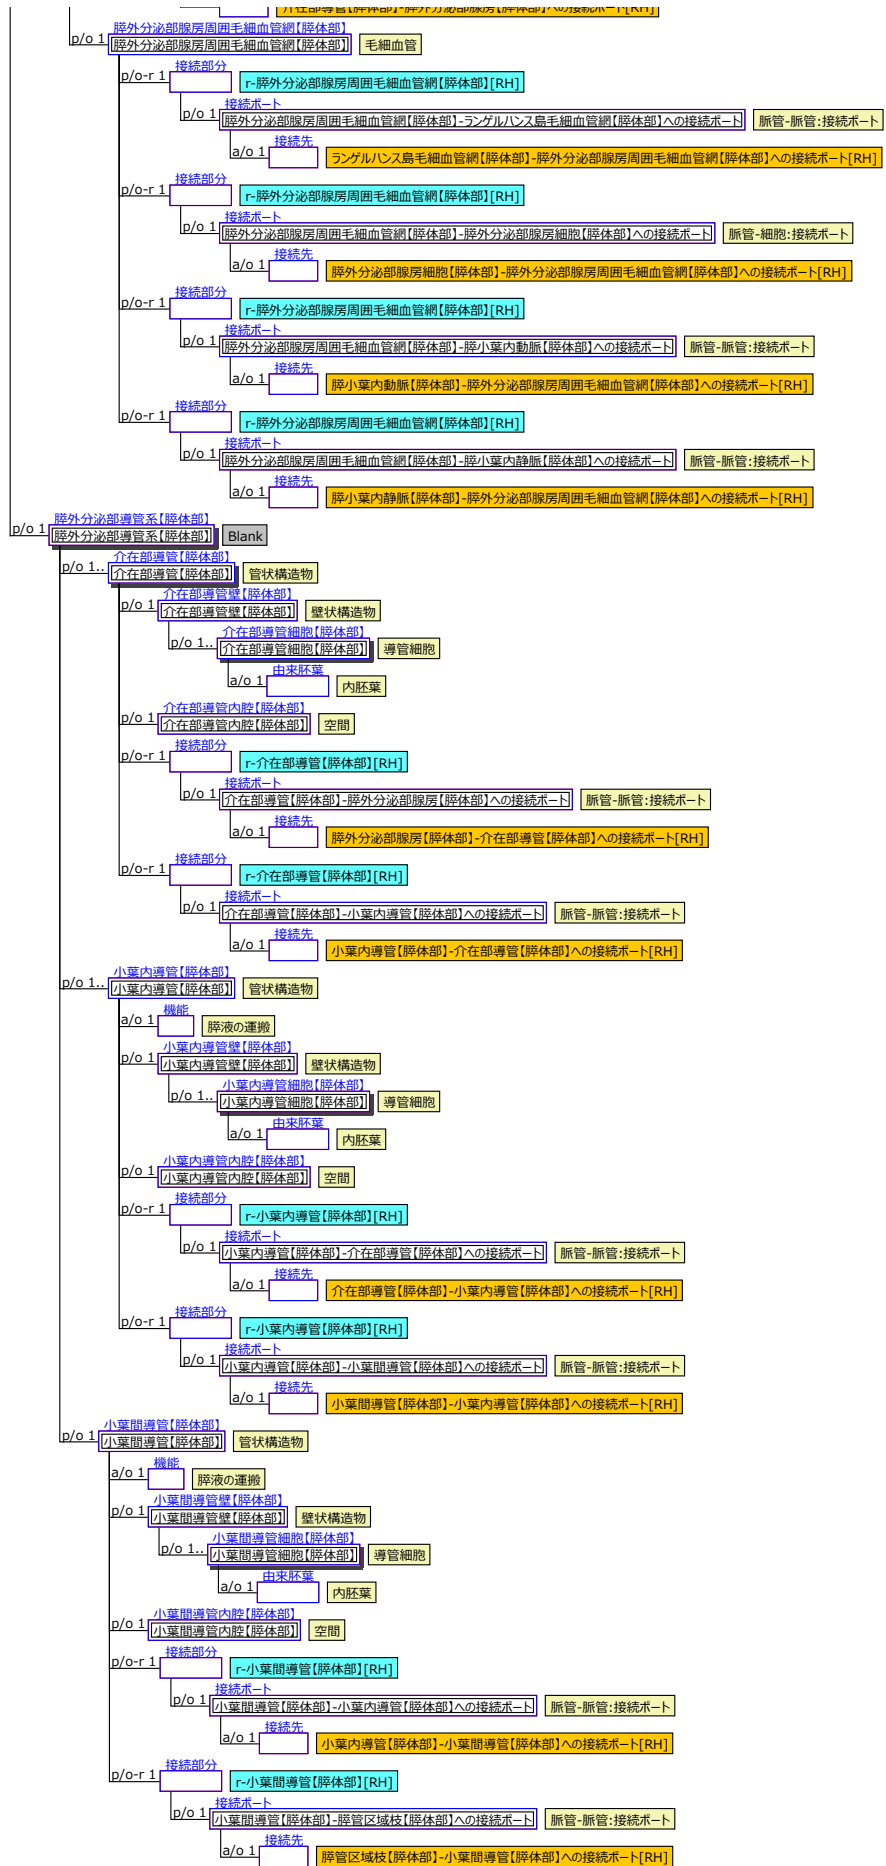 介在部導管【膵体部】-膵外分泌部腺房【膵体部】への接続ポート[RH]
膵外分泌部腺房周囲毛細血管網【膵体部】
p/o 1 膵外分泌部腺房周囲毛細血管網【膵体部】 毛細血管
接続部分
p/o-r 1 r-膵外分泌部腺房周囲毛細血管網【膵体部】[RH]
接続ポート
p/o 1 膵外分泌部腺房周囲毛細血管網【膵体部】-ランゲルハンス島毛細血管網【膵体部】への接続ポート 脈管-脈管:接続ポート
接続先
a/o 1 ランゲルハンス島毛細血管網【膵体部】-膵外分泌部腺房周囲毛細血管網【膵体部】への接続ポート[RH]
接続部分
p/o-r 1 r-膵外分泌部腺房周囲毛細血管網【膵体部】[RH]
接続ポート
p/o 1 膵外分泌部腺房周囲毛細血管網【膵体部】-膵外分泌部腺房細胞【膵体部】への接続ポート 脈管-細胞:接続ポート
接続先
a/o 1 膵外分泌部腺房細胞【膵体部】-膵外分泌部腺房周囲毛細血管網【膵体部】への接続ポート[RH]
接続部分
p/o-r 1 r-膵外分泌部腺房周囲毛細血管網【膵体部】[RH]
接続ポート
p/o 1 膵外分泌部腺房周囲毛細血管網【膵体部】-膵小葉内動脈【膵体部】への接続ポート 脈管-脈管:接続ポート
接続先
a/o 1 膵小葉内動脈【膵体部】-膵外分泌部腺房周囲毛細血管網【膵体部】への接続ポート[RH]
接続部分
p/o-r 1 r-膵外分泌部腺房周囲毛細血管網【膵体部】[RH]
接続ポート
p/o 1 膵外分泌部腺房周囲毛細血管網【膵体部】-膵小葉内静脈【膵体部】への接続ポート 脈管-脈管:接続ポート
接続先
a/o 1 膵小葉内静脈【膵体部】-膵外分泌部腺房周囲毛細血管網【膵体部】への接続ポート[RH]
膵外分泌部導管系【膵体部】
p/o 1 膵外分泌部導管系【膵体部】 Blank
介在部導管【膵体部】
p/o 1.. 介在部導管【膵体部】 管状構造物
介在部導管壁【膵体部】
p/o 1 介在部導管壁【膵体部】 壁状構造物
介在部導管細胞【膵体部】
p/o 1.. 介在部導管細胞【膵体部】 導管細胞
由来胚葉
a/o 1 内胚葉
介在部導管内腔【膵体部】
p/o 1 介在部導管内腔【膵体部】 空間
接続部分
p/o-r 1 r-介在部導管【膵体部】[RH]
接続ポート
p/o 1 介在部導管【膵体部】-膵外分泌部腺房【膵体部】への接続ポート 脈管-脈管:接続ポート
接続先
a/o 1 膵外分泌部腺房【膵体部】-介在部導管【膵体部】への接続ポート[RH]
接続部分
p/o-r 1 r-介在部導管【膵体部】[RH]
接続ポート
p/o 1 介在部導管【膵体部】-小葉内導管【膵体部】への接続ポート 脈管-脈管:接続ポート
接続先
a/o 1 小葉内導管【膵体部】-介在部導管【膵体部】への接続ポート[RH]
小葉内導管【膵体部】
p/o 1.. 小葉内導管【膵体部】 管状構造物
機能
a/o 1 膵液の運搬
小葉内導管壁【膵体部】
p/o 1 小葉内導管壁【膵体部】 壁状構造物
小葉内導管細胞【膵体部】
p/o 1.. 小葉内導管細胞【膵体部】 導管細胞
由来胚葉
a/o 1 内胚葉
小葉内導管内腔【膵体部】
p/o 1 小葉内導管内腔【膵体部】 空間
接続部分
p/o-r 1 r-小葉内導管【膵体部】[RH]
接続ポート
p/o 1 小葉内導管【膵体部】-介在部導管【膵体部】への接続ポート 脈管-脈管:接続ポート
接続先
a/o 1 介在部導管【膵体部】-小葉内導管【膵体部】への接続ポート[RH]
接続部分
p/o-r 1 r-小葉内導管【膵体部】[RH]
接続ポート
p/o 1 小葉内導管【膵体部】-小葉間導管【膵体部】への接続ポート 脈管-脈管:接続ポート
接続先
a/o 1 小葉間導管【膵体部】-小葉内導管【膵体部】への接続ポート[RH]
小葉間導管【膵体部】
p/o 1 小葉間導管【膵体部】 管状構造物
機能
a/o 1 膵液の運搬
小葉間導管壁【膵体部】
p/o 1 小葉間導管壁【膵体部】 壁状構造物
小葉間導管細胞【膵体部】
p/o 1.. 小葉間導管細胞【膵体部】 導管細胞
由来胚葉
a/o 1 内胚葉
小葉間導管内腔【膵体部】
p/o 1 小葉間導管内腔【膵体部】 空間
接続部分
p/o-r 1 r-小葉間導管【膵体部】[RH]
接続ポート
p/o 1 小葉間導管【膵体部】-小葉内導管【膵体部】への接続ポート 脈管-脈管:接続ポート
接続先
a/o 1 小葉内導管【膵体部】-小葉間導管【膵体部】への接続ポート[RH]
接続部分
p/o-r 1 r-小葉間導管【膵体部】[RH]
接続ポート
p/o 1 小葉間導管【膵体部】-膵管区域枝【膵体部】への接続ポート 脈管-脈管:接続ポート
接続先
a/o 1 膵管区域枝【膵体部】-小葉間導管【膵体部】への接続ポート[RH]